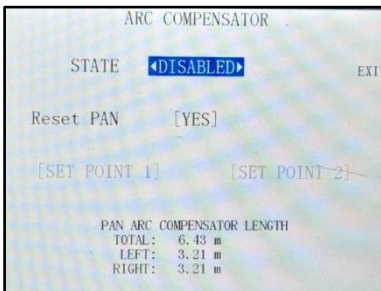 ARC COMPENSATOR
STATE ◂DISABLED▸
EXI
Reset PAN [YES]
[SET POINT 1] [SET POINT 2]
PAN ARC COMPENSATOR LENGTH
TOTAL: 6.43 m
LEFT: 3.21 m
RIGHT: 3.21 m